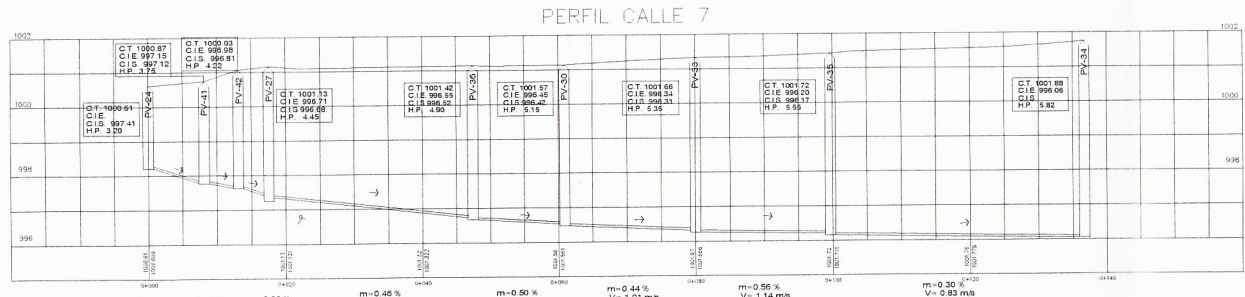 PERFIL CALLE 7
1002
1000
998
996
1002
1000
998
C.T. 1000.61
C.I.E.
C.I.S. 997.41
H.P. 3.20
PV-24
C.T. 1000.87
C.I.E. 997.15
C.I.S. 997.12
H.P. 3.75
PV-41
C.T. 1000.03
C.I.E. 996.98
C.I.S. 996.81
H.P. 4.22
PV-42
PV-27
C.T. 1001.13
C.I.E. 996.71
C.I.S 996.68
H.P. 4.45
C.T. 1001.42
C.I.E. 996.55
C.I.S. 996.52
H.P. 4.90
PV-36
C.T. 1001.57
C.I.E. 996.45
C.I.S. 996.42
H.P. 5.15
PV-30
C.T. 1001.66
C.I.E. 996.34
C.I.S. 996.31
H.P. 5.35
PV-33
C.T. 1001.72
C.I.E. 996.20
C.I.S. 996.17
H.P. 5.55
PV-35
C.T. 1001.88
C.I.E. 996.06
C.I.S
H.P. 5.82
PV-34
0+000
0+020
0+040
0+060
0+080
0+100
0+120
0+140
m=0.46 %
m=0.50 %
m=0.44 %
V= 1.01 m/s
m=0.56 %
V= 1.14 m/s
m=0.30 %
V= 0.83 m/s